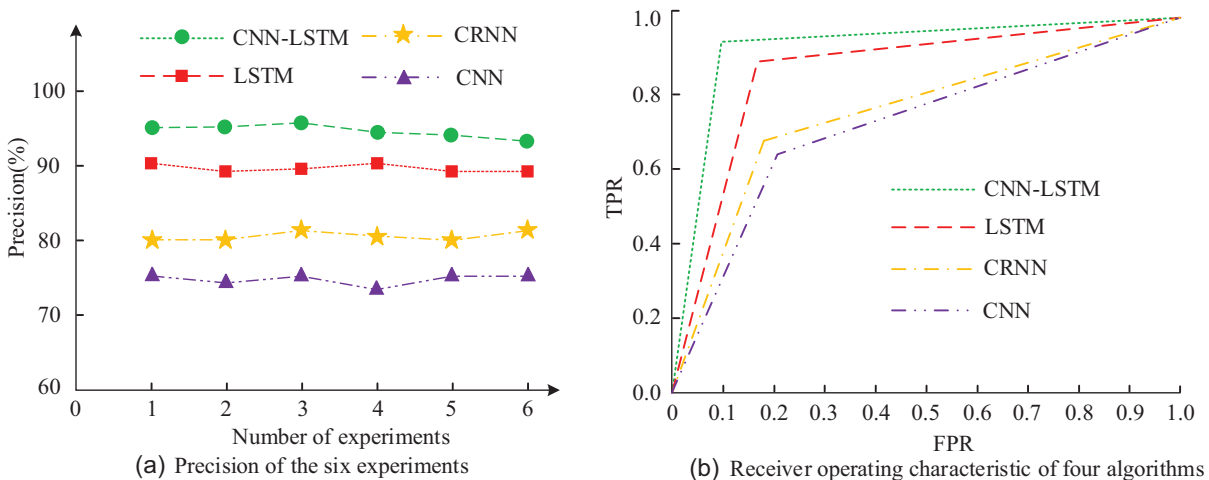 CNN-LSTM
CRNN
LSTM
CNN
100
90
80
70
60
Precision(%)
0
1
2
3
4
5
6
Number of experiments
(a) Precision of the six experiments
1.0
0.8
0.6
0.4
0.2
0.0
TPR
CNN-LSTM
LSTM
CRNN
CNN
0
0.1
0.2
0.3
0.4
0.5
0.6
0.7
0.8
0.9
1.0
FPR
(b) Receiver operating characteristic of four algorithms